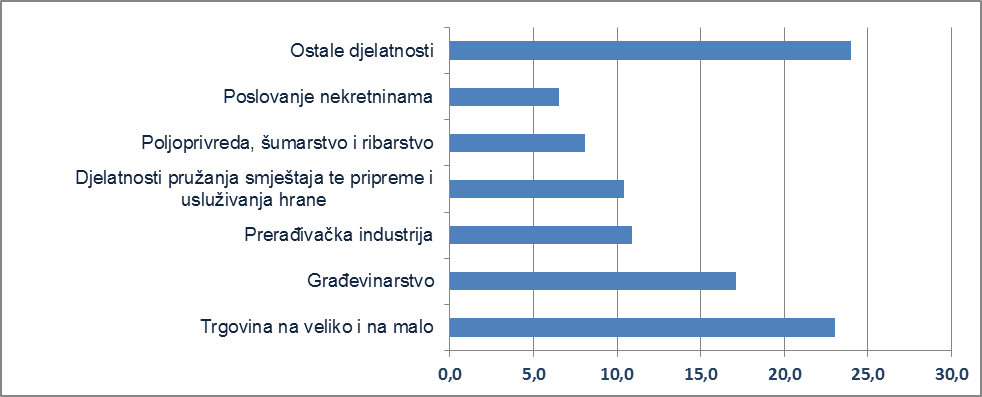 Ostale djelatnosti
Poslovanje nekretninama
Poljoprivreda, šumarstvo i ribarstvo
Djelatnosti pružanja smještaja te pripreme i
usluživanja hrane
Prerađivačka industrija
Građevinarstvo
Trgovina na veliko i na malo
0,0 5,0 10,0 15,0 20,0 25,0 30,0